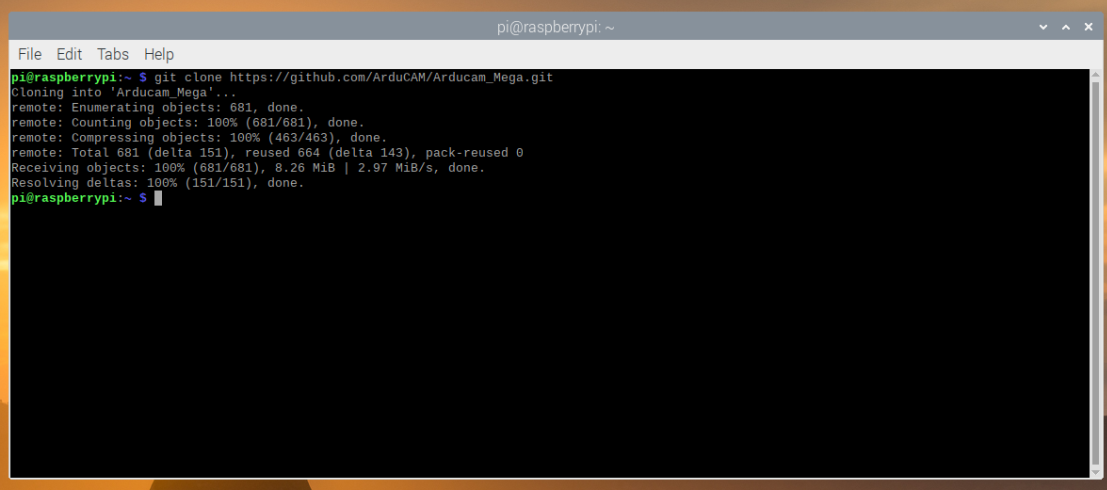 pi@raspberrypi: ~
File Edit Tabs Help
pi@raspberrypi:~ $ git clone https://github.com/ArduCAM/Arducam_Mega.git
Cloning into 'Arducam_Mega'...
remote: Enumerating objects: 681, done.
remote: Counting objects: 100% (681/681), done.
remote: Compressing objects: 100% (463/463), done.
remote: Total 681 (delta 151), reused 664 (delta 143), pack-reused 0
Receiving objects: 100% (681/681), 8.26 MiB | 2.97 MiB/s, done.
Resolving deltas: 100% (151/151), done.
pi@raspberrypi:~ $